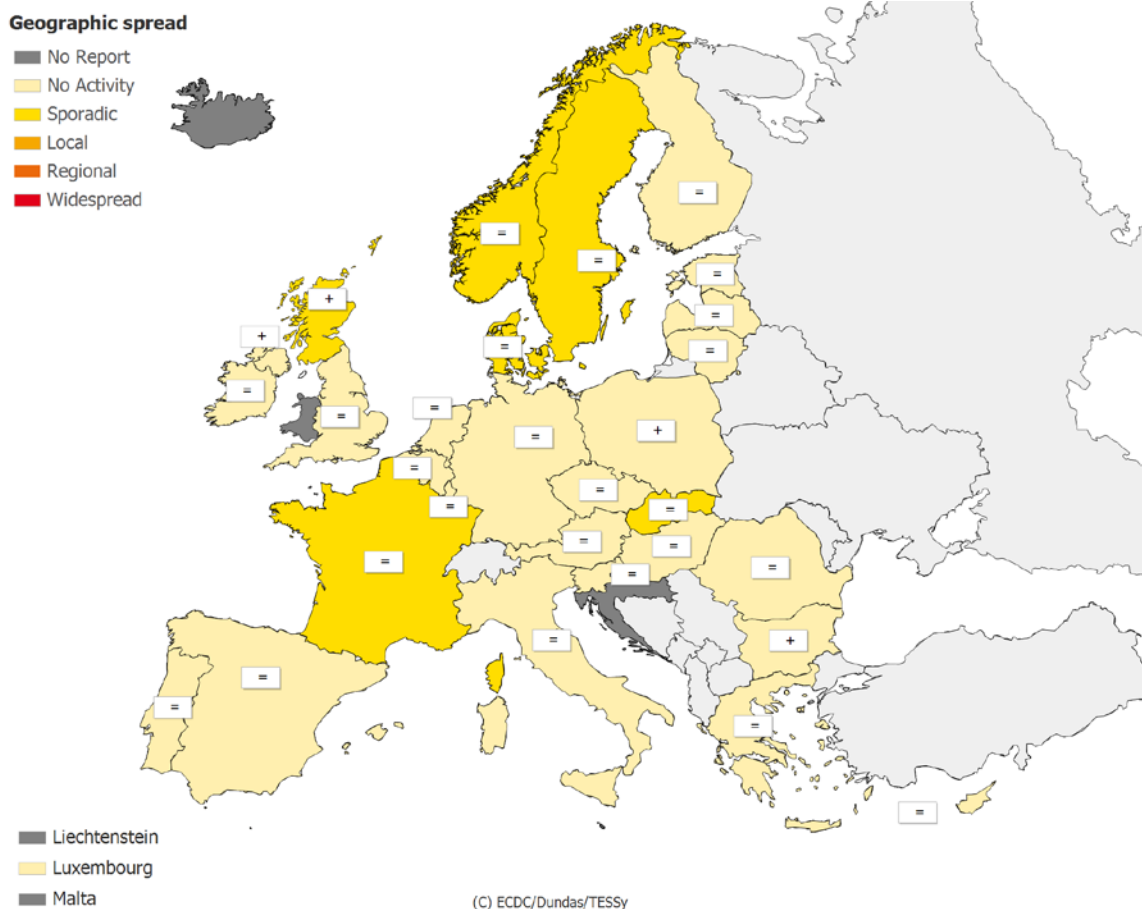 Geographic spread
No Report
No Activity
Sporadic
Local
Regional
Widespread
=
=
=
=
+
=
=
+
=
=
=
=
=
+
=
=
=
=
=
=
=
=
=
+
=
=
=
=
=
Liechtenstein
Luxembourg
Malta
(C) ECDC/Dundas/TESSy